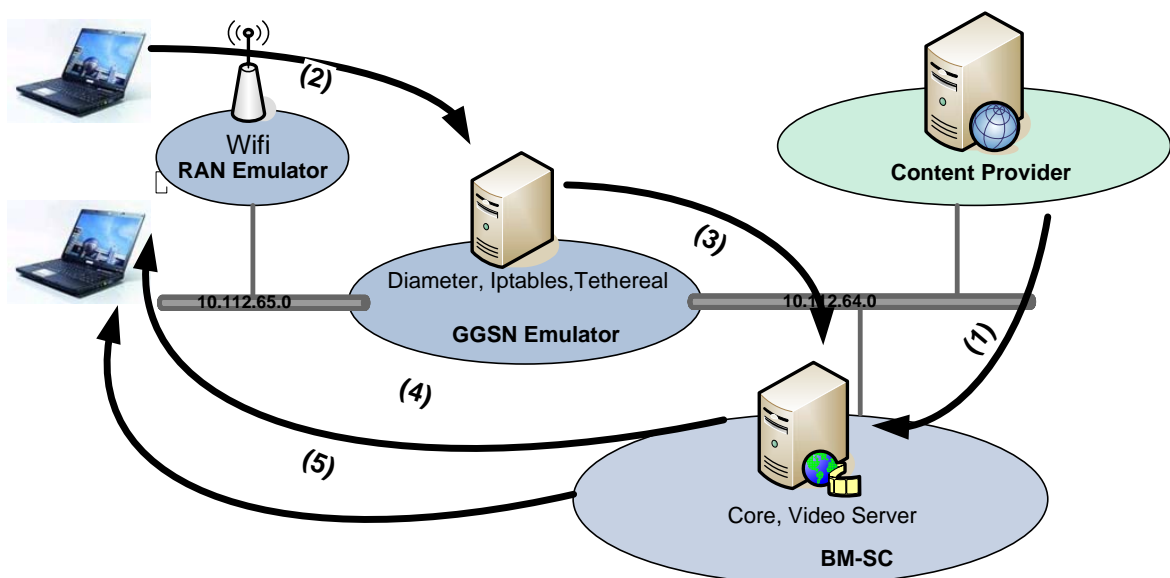 (2)
Wifi
RAN Emulator
Content Provider
(3)
Diameter, Iptables,Tethereal
10.112.65.0
10.112.64.0
GGSN Emulator
(1)
(4)
(5)
Core, Video Server
BM-SC